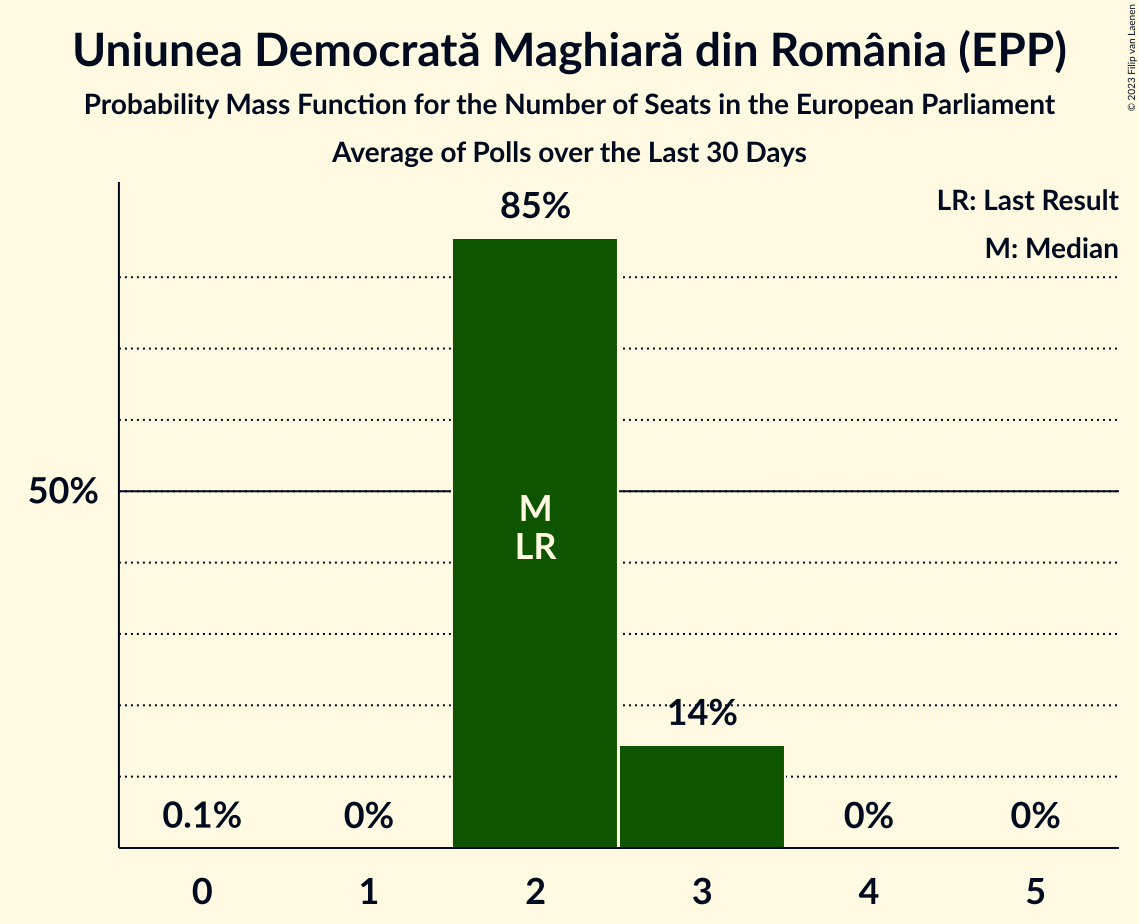 Uniunea Democrată Maghiară din România (EPP)
Probability Mass Function for the Number of Seats in the European Parliament
Average of Polls over the Last 30 Days
© 2023 Filip van Laenen
LR: Last Result
M: Median
85%
50%
M
LR
14%
0.1%
0%
0%
0%
0 1 2 3 4 5